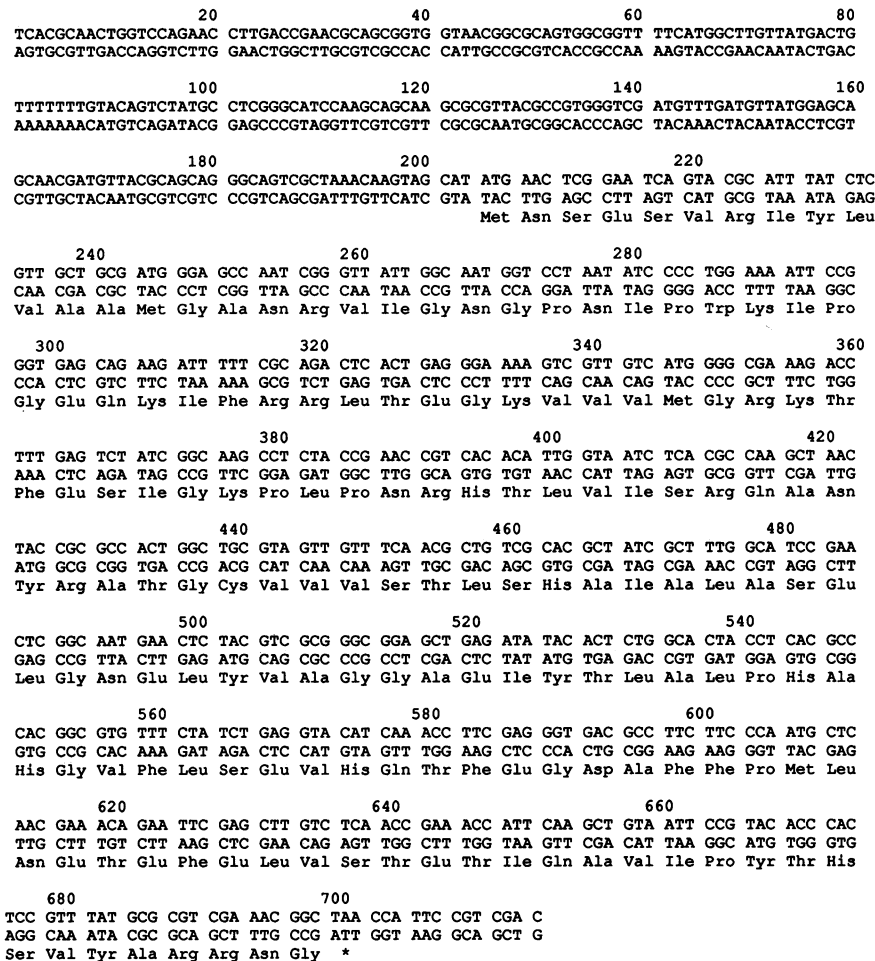 20 40 60 80
TCACGCAACTGGTCCAGAAC CTTGACCGAACGCAGCGGTG GTAACGGCGCAGTGGCGGTT TTCATGGCTTGTTATGACTG
AGTGCGTTGACCAGGTCTTG GAACTGGCTTGCGTCGCCAC CATTGCCGCGTCACCGCCAA AAGTACCGAACAATACTGAC
100 120 140 160
TTTTTTTGTACAGTCTATGC CTCGGGCATCCAAGCAGCAA GCGCGTTACGCCGTGGGTCG ATGTTTGATGTTATGGAGCA
AAAAAAACATGTCAGATACG GAGCCCGTAGGTTCGTCGTT CGCGCAATGCGGCACCCAGC TACAAACTACAATACCTCGT
180 200 220
GCAACGATGTTACGCAGCAG GGCAGTCGCTAAACAAGTAG CAT ATG AAC TCG GAA TCA GTA CGC ATT TAT CTC
CGTTGCTACAATGCGTCGTC CCGTCAGCGATTTGTTCATC GTA TAC TTG AGC CTT AGT CAT GCG TAA ATA GAG
Met Asn Ser Glu Ser Val Arg Ile Tyr Leu
240 260 280
GTT GCT GCG ATG GGA GCC AAT CGG GTT ATT GGC AAT GGT CCT AAT ATC CCC TGG AAA ATT CCG
CAA CGA CGC TAC CCT CGG TTA GCC CAA TAA CCG TTA CCA GGA TTA TAG GGG ACC TTT TAA GGC
Val Ala Ala Met Gly Ala Asn Arg Val Ile Gly Asn Gly Pro Asn Ile Pro Trp Lys Ile Pro
300 320 340 360
GGT GAG CAG AAG ATT TTT CGC AGA CTC ACT GAG GGA AAA GTC GTT GTC ATG GGG CGA AAG ACC
CCA CTC GTC TTC TAA AAA GCG TCT GAG TGA CTC CCT TTT CAG CAA CAG TAC CCC GCT TTC TGG
Gly Glu Gln Lys Ile Phe Arg Arg Leu Thr Glu Gly Lys Val Val Val Met Gly Arg Lys Thr
380 400 420
TTT GAG TCT ATC GGC AAG CCT CTA CCG AAC CGT CAC ACA TTG GTA ATC TCA CGC CAA GCT AAC
AAA CTC AGA TAG CCG TTC GGA GAT GGC TTG GCA GTG TGT AAC CAT TAG AGT GCG GTT CGA TTG
Phe Glu Ser Ile Gly Lys Pro Leu Pro Asn Arg His Thr Leu Val Ile Ser Arg Gln Ala Asn
440 460 480
TAC CGC GCC ACT GGC TGC GTA GTT GTT TCA ACG CTG TCG CAC GCT ATC GCT TTG GCA TCC GAA
ATG GCG CGG TGA CCG ACG CAT CAA CAA AGT TGC GAC AGC GTG CGA TAG CGA AAC CGT AGG CTT
Tyr Arg Ala Thr Gly Cys Val Val Val Ser Thr Leu Ser His Ala Ile Ala Leu Ala Ser Glu
500 520 540
CTC GGC AAT GAA CTC TAC GTC GCG GGC GGA GCT GAG ATA TAC ACT CTG GCA CTA CCT CAC GCC
GAG CCG TTA CTT GAG ATG CAG CGC CCG CCT CGA CTC TAT ATG TGA GAC CGT GAT GGA GTG CGG
Leu Gly Asn Glu Leu Tyr Val Ala Gly Gly Ala Glu Ile Tyr Thr Leu Ala Leu Pro His Ala
560 580 600
CAC GGC GTG TTT CTA TCT GAG GTA CAT CAA ACC TTC GAG GGT GAC GCC TTC TTC CCA ATG CTC
GTG CCG CAC AAA GAT AGA CTC CAT GTA GTT TGG AAG CTC CCA CTG CGG AAG AAG GGT TAC GAG
His Gly Val Phe Leu Ser Glu Val His Gln Thr Phe Glu Gly Asp Ala Phe Phe Pro Met Leu
620 640 660
AAC GAA ACA GAA TTC GAG CTT GTC TCA ACC GAA ACC ATT CAA GCT GTA ATT CCG TAC ACC CAC
TTG CTT TGT CTT AAG CTC GAA CAG AGT TGG CTT TGG TAA GTT CGA CAT TAA GGC ATG TGG GTG
Asn Glu Thr Glu Phe Glu Leu Val Ser Thr Glu Thr Ile Gln Ala Val Ile Pro Tyr Thr His
680 700
TCC GTT TAT GCG CGT CGA AAC GGC TAA CCA TTC CGT CGA C
AGG CAA ATA CGC GCA GCT TTG CCG ATT GGT AAG GCA GCT G
Ser Val Tyr Ala Arg Arg Asn Gly *